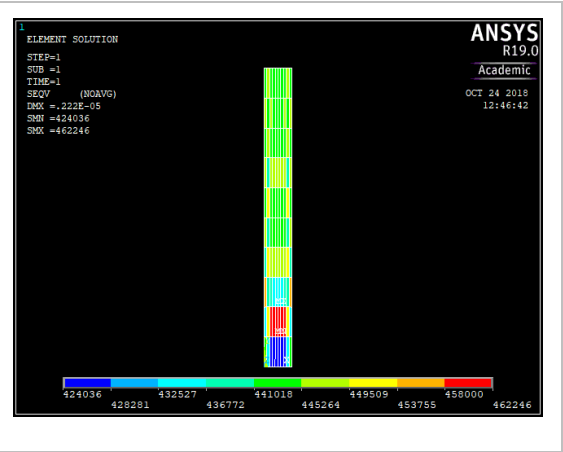 1
ELEMENT SOLUTION
STEP=1
SUB =1
TIME=1
SEQV (NOAVG)
DMX =.222E-05
SMN =424036
SMX =462246
ANSYS
R19.0
Academic
OCT 24 2018
12:46:42
424036 432527 441018 449509 458000
428281 436772 445264 453755 462246